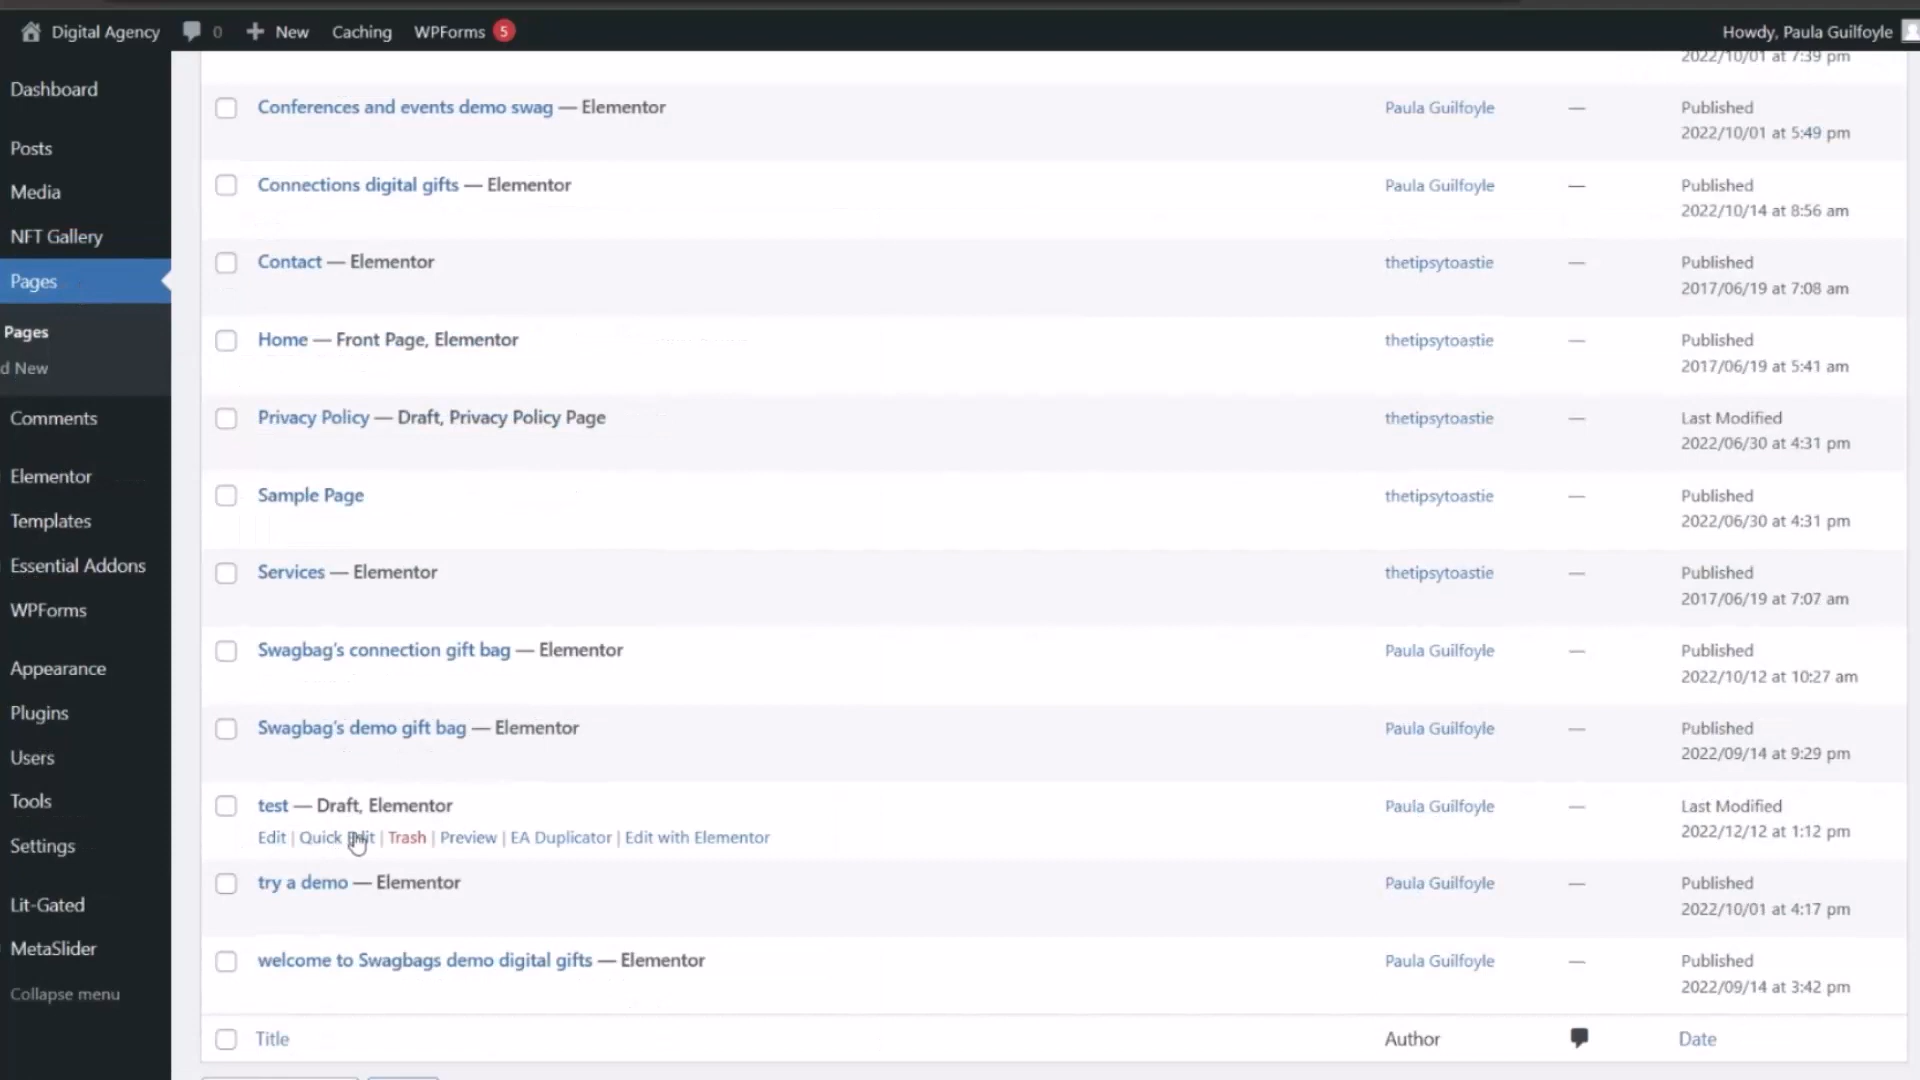 Digital Agency 0 New Caching WPForms 5 Howdy, Paula Guilfoyle
Dashboard
Posts
Media
NFT Gallery
Pages
Pages
d New
Comments
Elementor
Templates
Essential Addons
WPForms
Appearance
Plugins
Users
Tools
Settings
Lit-Gated
MetaSlider
Collapse menu
2022/10/01 at 7:39 pm
Conferences and events demo swag — Elementor Paula Guilfoyle — Published
2022/10/01 at 5:49 pm
Connections digital gifts — Elementor Paula Guilfoyle — Published
2022/10/14 at 8:56 am
Contact — Elementor thetipsytoastie — Published
2017/06/19 at 7:08 am
Home — Front Page, Elementor thetipsytoastie — Published
2017/06/19 at 5:41 am
Privacy Policy — Draft, Privacy Policy Page thetipsytoastie — Last Modified
2022/06/30 at 4:31 pm
Sample Page thetipsytoastie — Published
2022/06/30 at 4:31 pm
Services — Elementor thetipsytoastie — Published
2017/06/19 at 7:07 am
Swagbag's connection gift bag — Elementor Paula Guilfoyle — Published
2022/10/12 at 10:27 am
Swagbag's demo gift bag — Elementor Paula Guilfoyle — Published
2022/09/14 at 9:29 pm
test — Draft, Elementor Paula Guilfoyle — Last Modified
2022/12/12 at 1:12 pm
Edit | Quick Edit | Trash | Preview | EA Duplicator | Edit with Elementor
try a demo — Elementor Paula Guilfoyle — Published
2022/10/01 at 4:17 pm
welcome to Swagbags demo digital gifts — Elementor Paula Guilfoyle — Published
2022/09/14 at 3:42 pm
Title Author Date